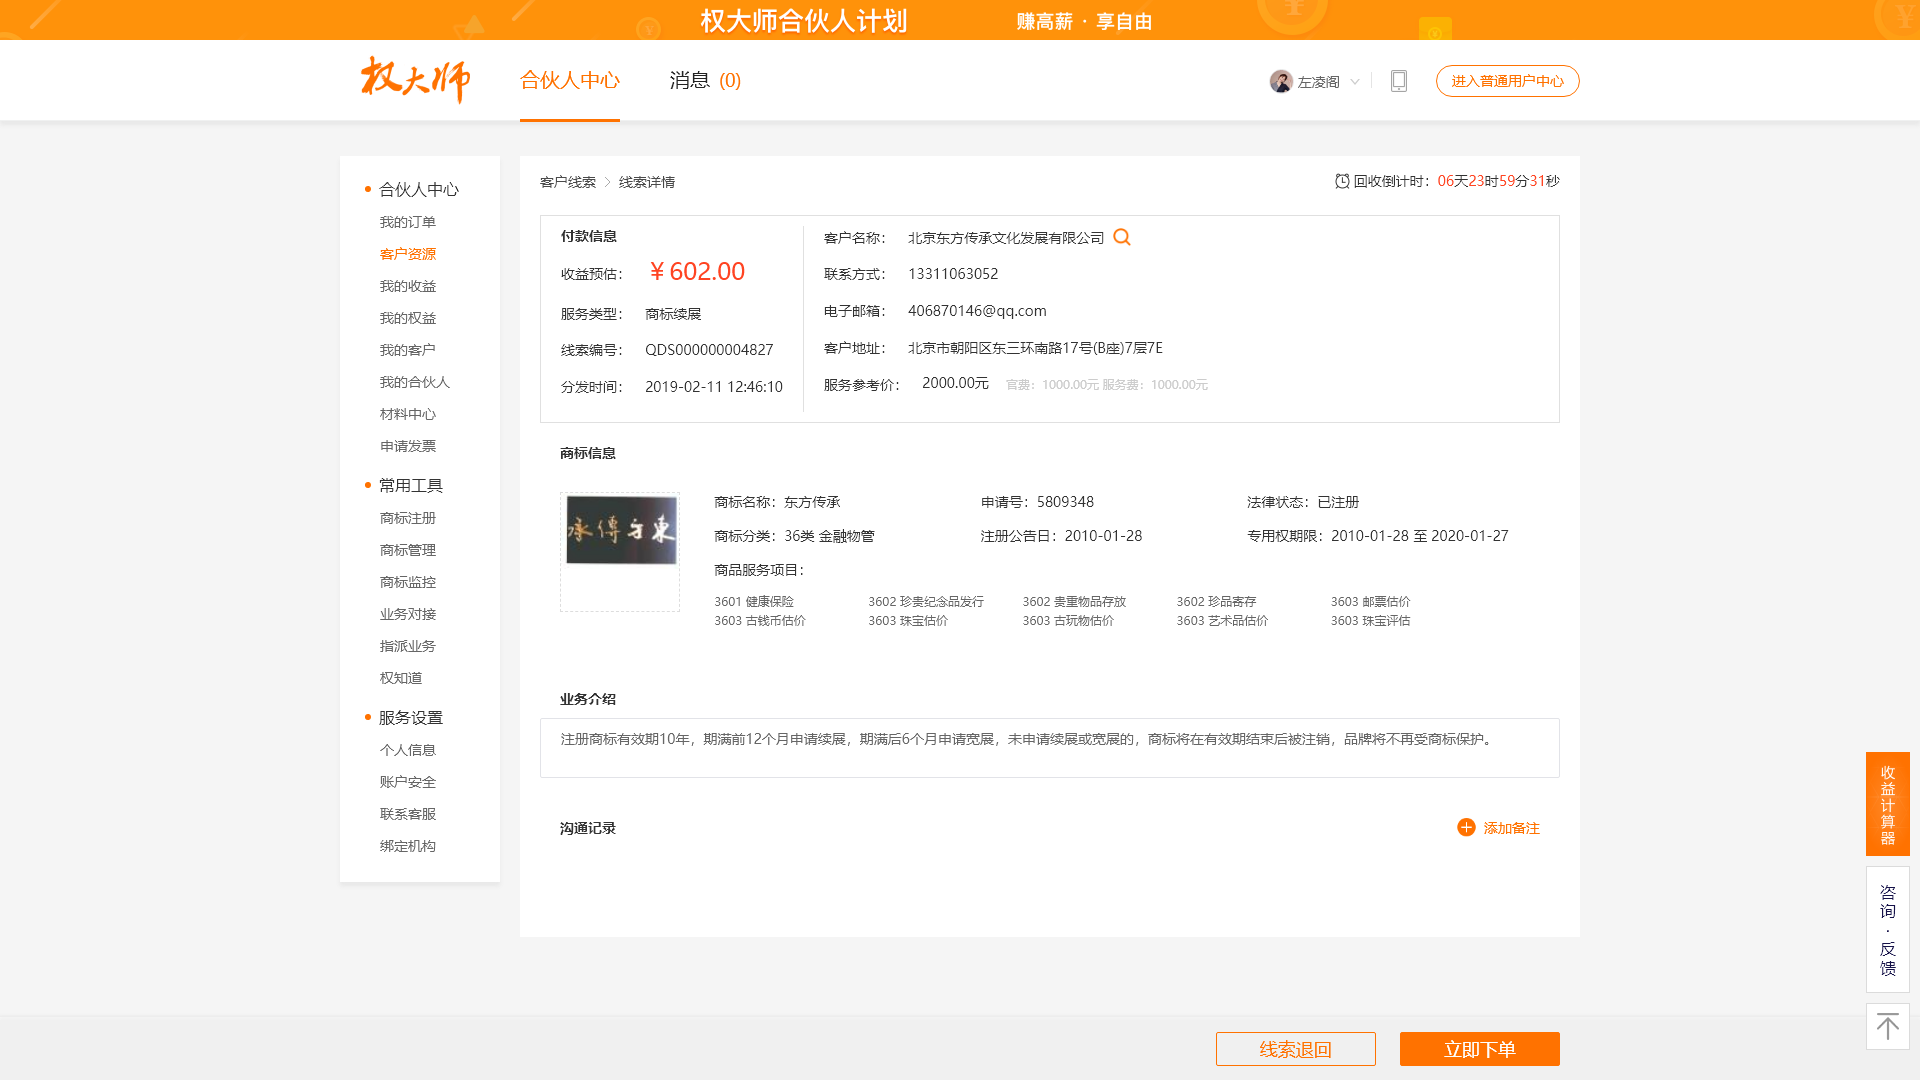 权大师合伙人计划 赚高薪 · 享自由
权大师 合伙人中心 消息 (0) 左凌阁 进入普通用户中心
合伙人中心
我的订单
客户资源
我的收益
我的权益
我的客户
我的合伙人
材料中心
申请发票
常用工具
商标注册
商标管理
商标监控
业务对接
指派业务
权知道
服务设置
个人信息
账户安全
联系客服
绑定机构
客户线索 > 线索详情 回收倒计时：06天23时59分31秒
付款信息
收益预估： ¥ 602.00
服务类型： 商标续展
线索编号： QDS000000004827
分发时间： 2019-02-11 12:46:10
客户名称： 北京东方传承文化发展有限公司
联系方式： 13311063052
电子邮箱： 406870146@qq.com
客户地址： 北京市朝阳区东三环南路17号(B座)7层7E
服务参考价： 2000.00元 官费：1000.00元 服务费：1000.00元
商标信息
承傳方東
商标名称：东方传承 申请号：5809348 法律状态：已注册
商标分类：36类 金融物管 注册公告日：2010-01-28 专用权期限：2010-01-28 至 2020-01-27
商品服务项目：
3601 健康保险 3602 珍贵纪念品发行 3602 贵重物品存放 3602 珍品寄存 3603 邮票估价
3603 古钱币估价 3603 珠宝估价 3603 古玩物估价 3603 艺术品估价 3603 珠宝评估
业务介绍
注册商标有效期10年，期满前12个月申请续展，期满后6个月申请宽展，未申请续展或宽展的，商标将在有效期结束后被注销，品牌将不再受商标保护。
沟通记录 添加备注
收益计算器
咨询·反馈
线索退回 立即下单